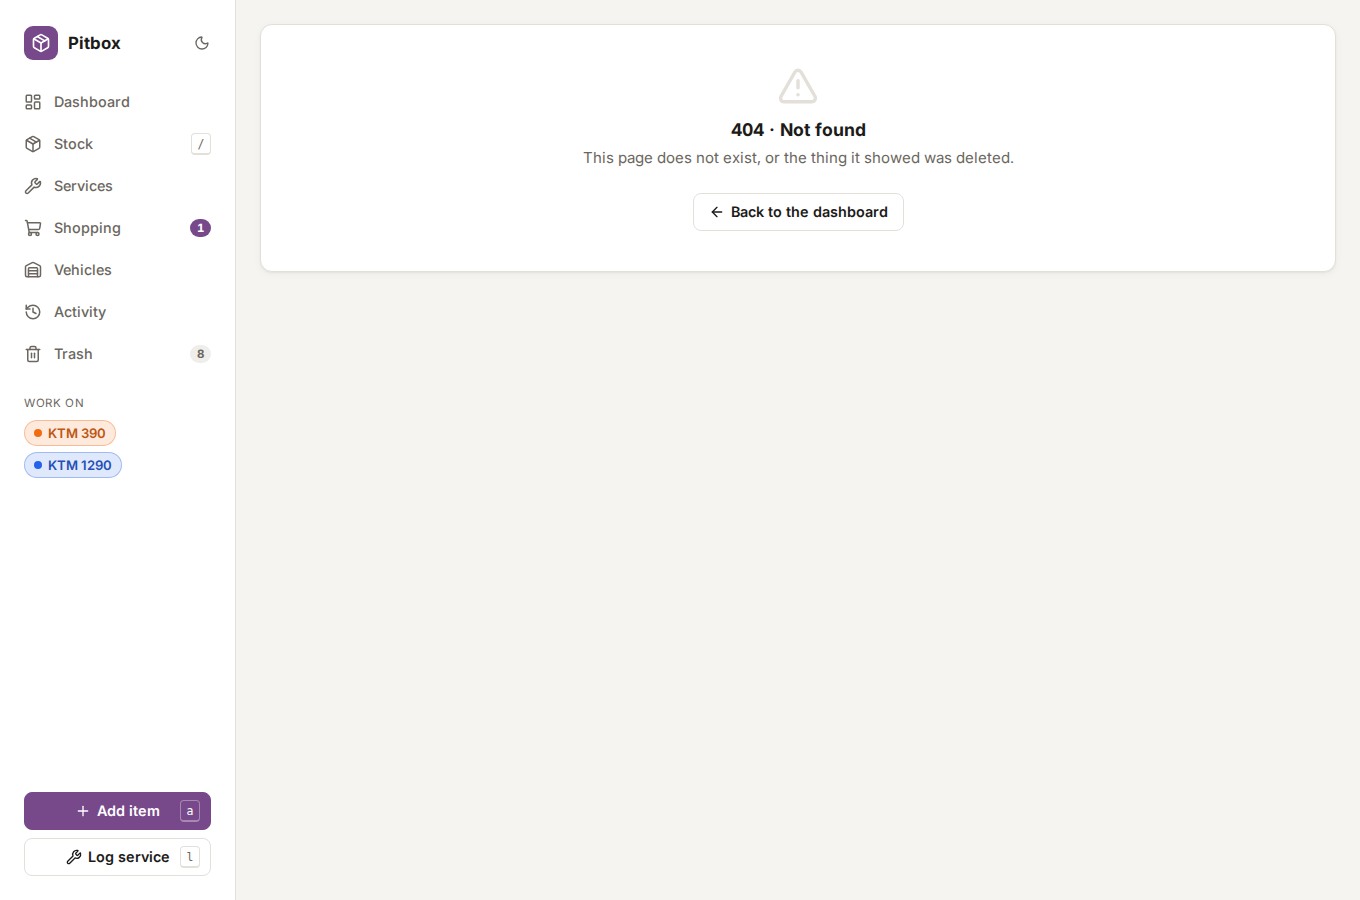 Pitbox
Dashboard
Stock /
Services
Shopping 1
Vehicles
Activity
Trash 8
WORK ON
KTM 390
KTM 1290
Add item a
Log service l
404 · Not found
This page does not exist, or the thing it showed was deleted.
Back to the dashboard